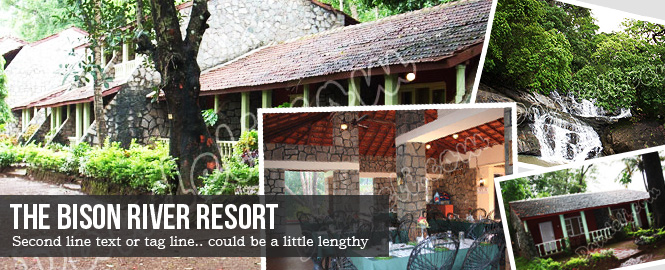 THE BISON RIVER RESORT
Second line text or tag line.. could be a little lengthy